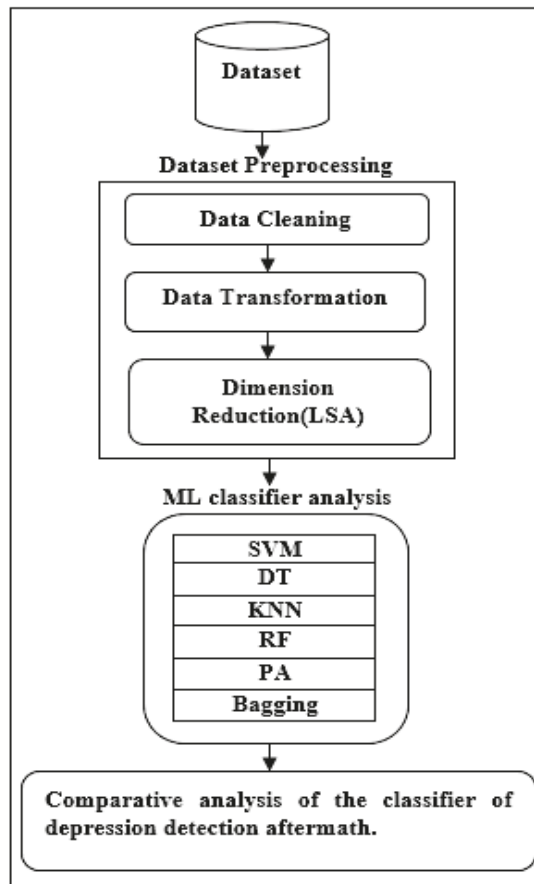 Dataset
Dataset Preprocessing
Data Cleaning
Data Transformation
Dimension
Reduction(LSA)
ML classifier analysis
SVM
DT
KNN
RF
PA
Bagging
Comparative analysis of the classifier of
depression detection aftermath.